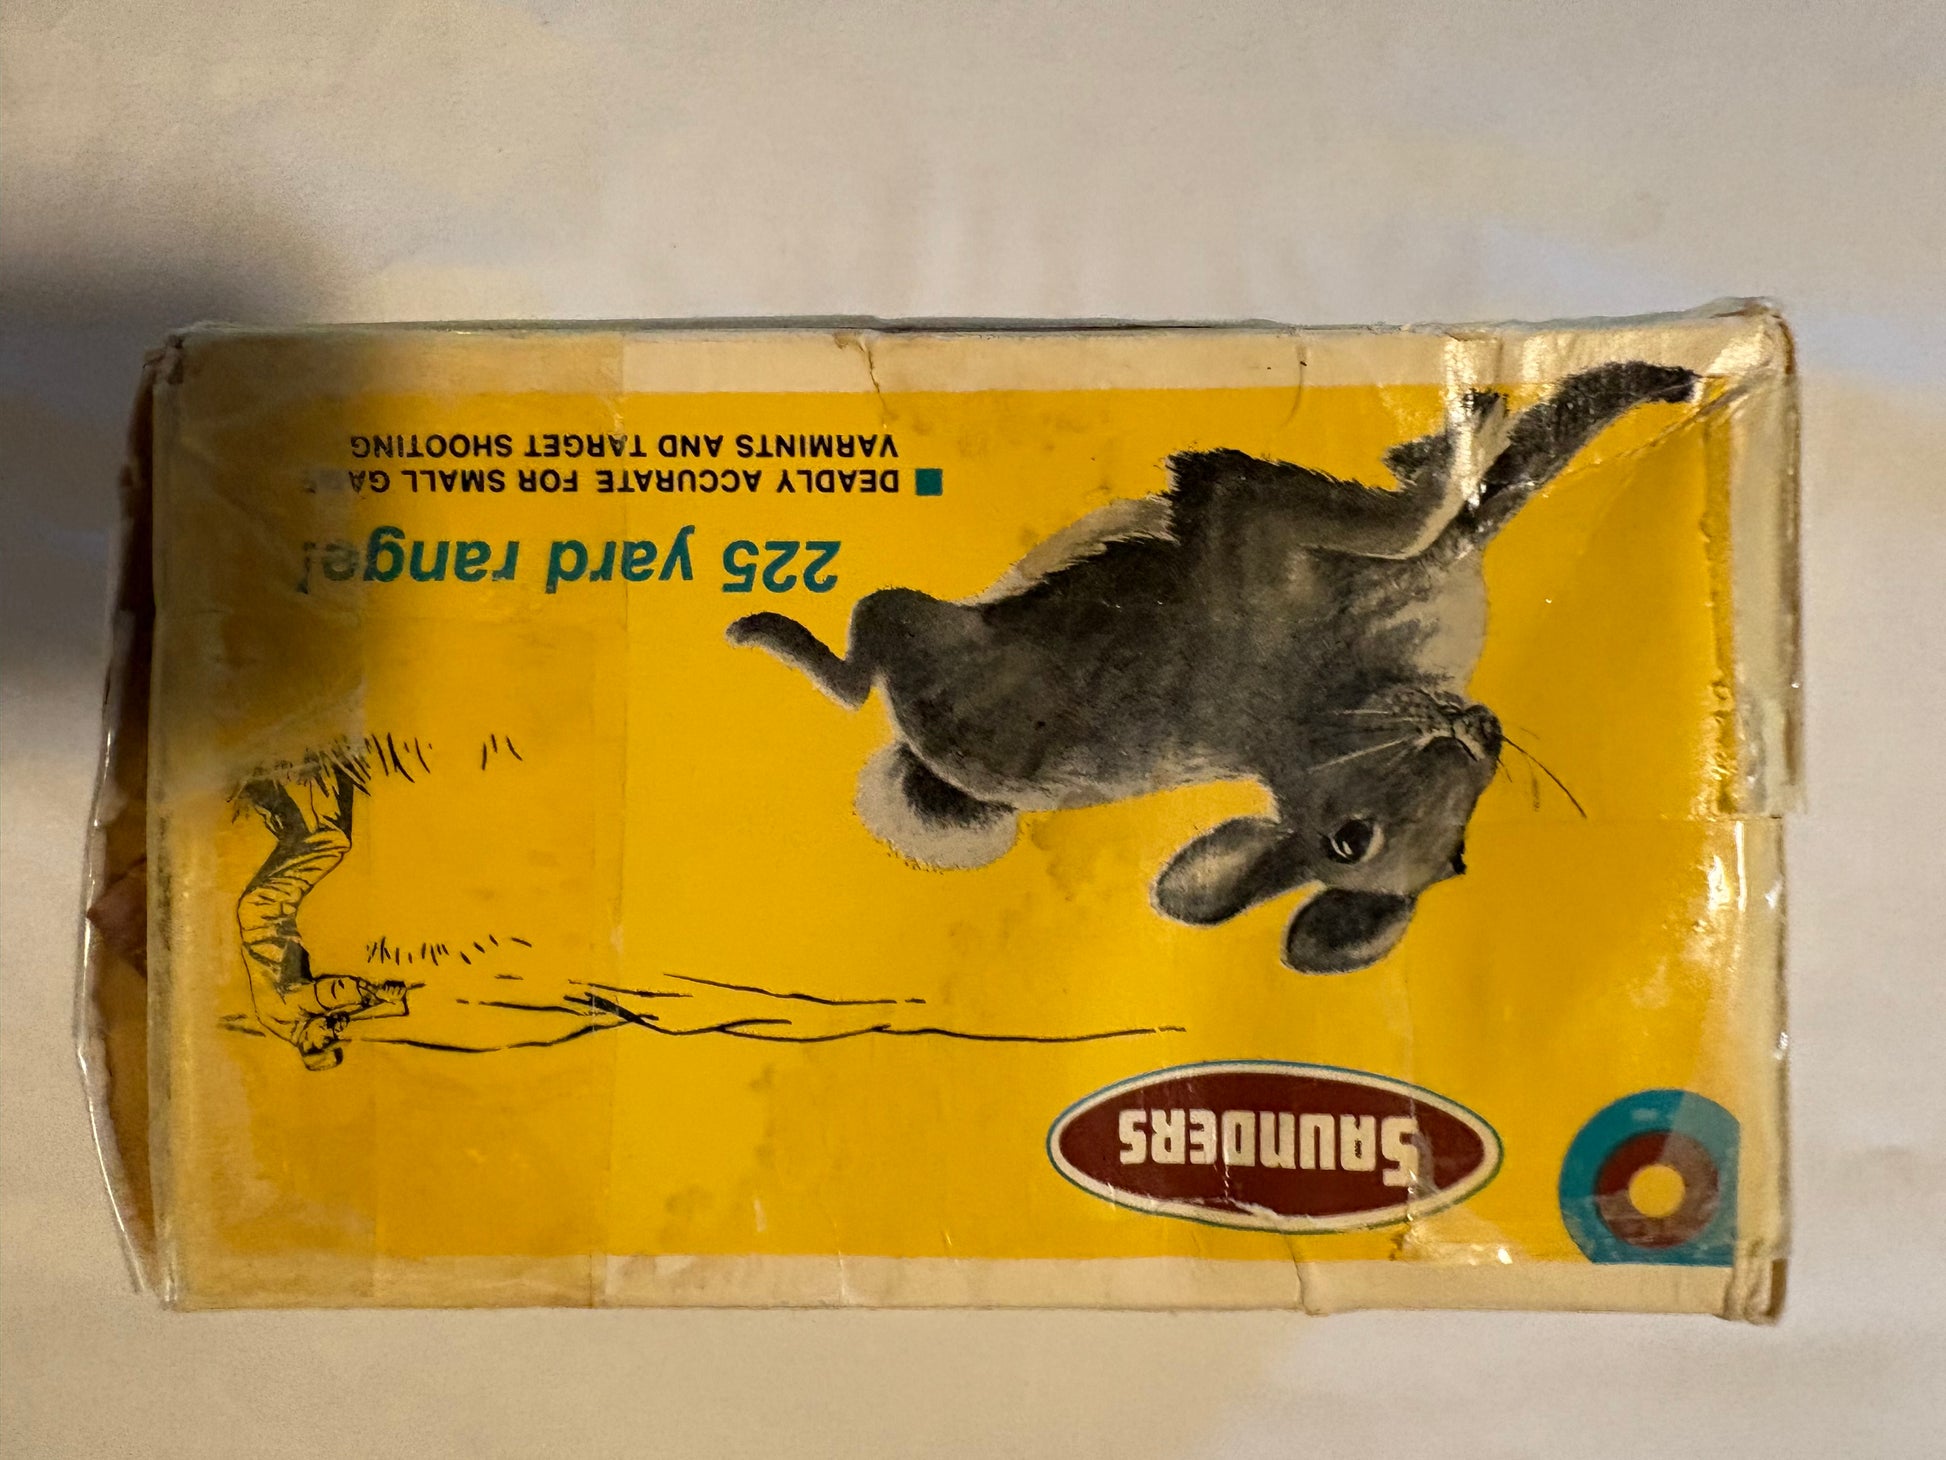 SAUNDERS
225 yard range!
DEADLY ACCURATE FOR SMALL
VARMINTS AND TARGET SHOOTING